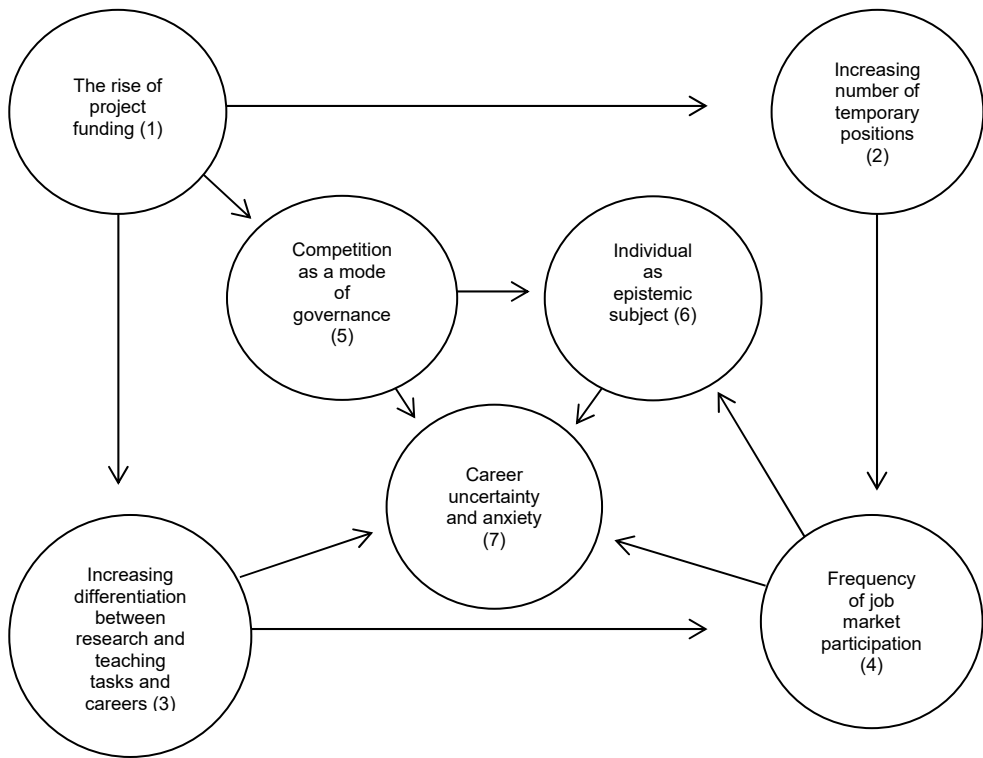 The rise of
project
funding (1)
Increasing
number of
temporary
positions
(2)
Competition
as a mode
of
governance
(5)
Individual
as
epistemic
subject (6)
Career
uncertainty
and anxiety
(7)
Increasing
differentiation
between
research and
teaching
tasks and
careers (3)
Frequency
of job
market
participation
(4)